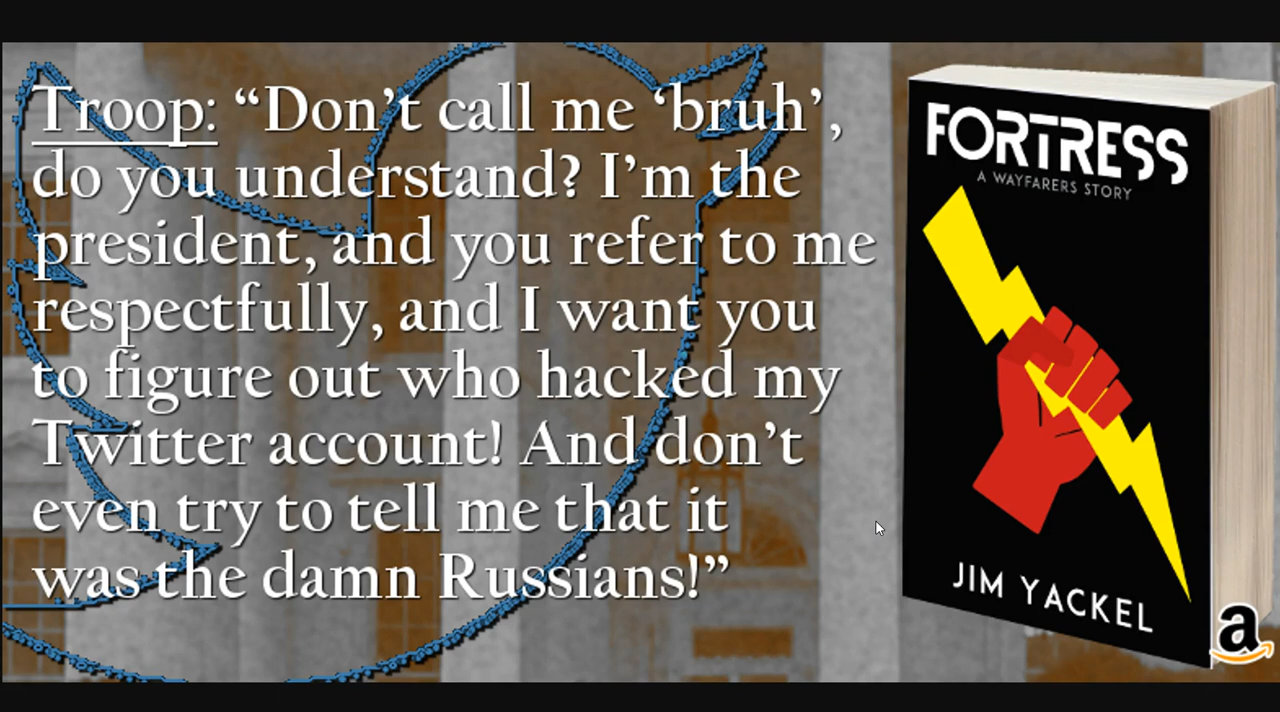 Troop: “Don’t call me ‘bruh’,
do you understand? I’m the
president, and you refer to me
respectfully, and I want you
to figure out who hacked my
Twitter account! And don’t
even try to tell me that it
was the damn Russians!”
FORTRESS
A WAYFARERS STORY
JIM YACKEL
a